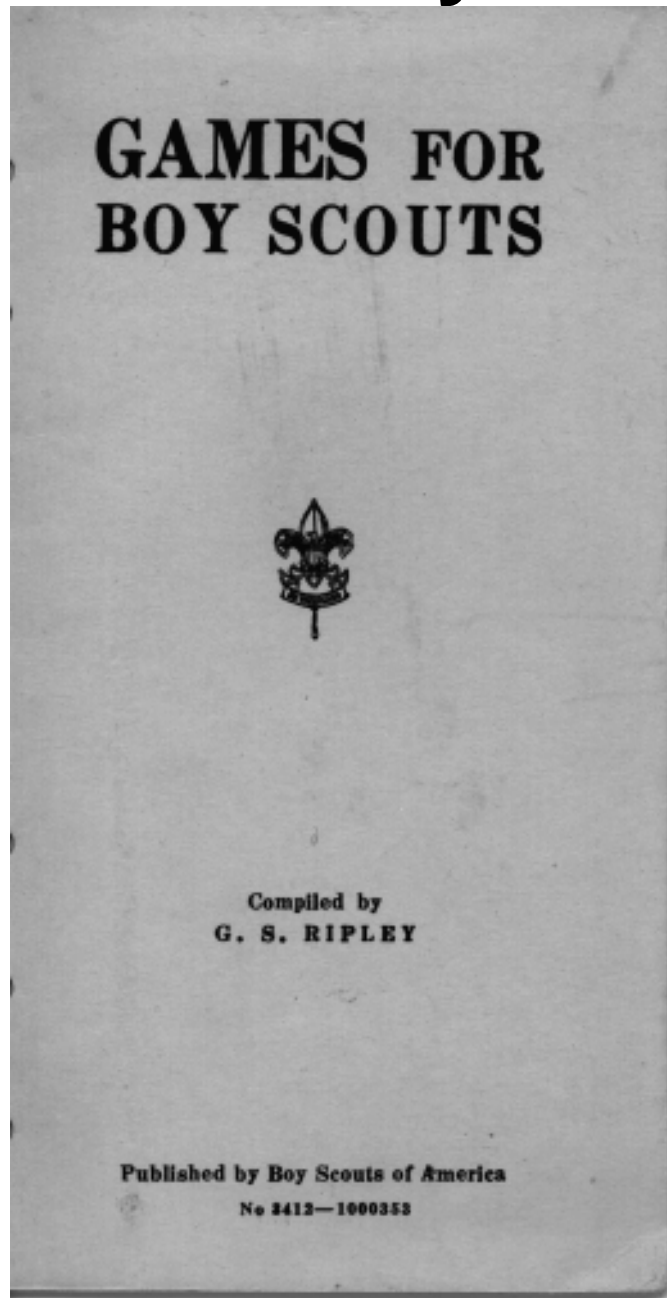 GAMES FOR
BOY SCOUTS
Compiled by
G. S. RIPLEY
Published by Boy Scouts of America
No 3412—1000353